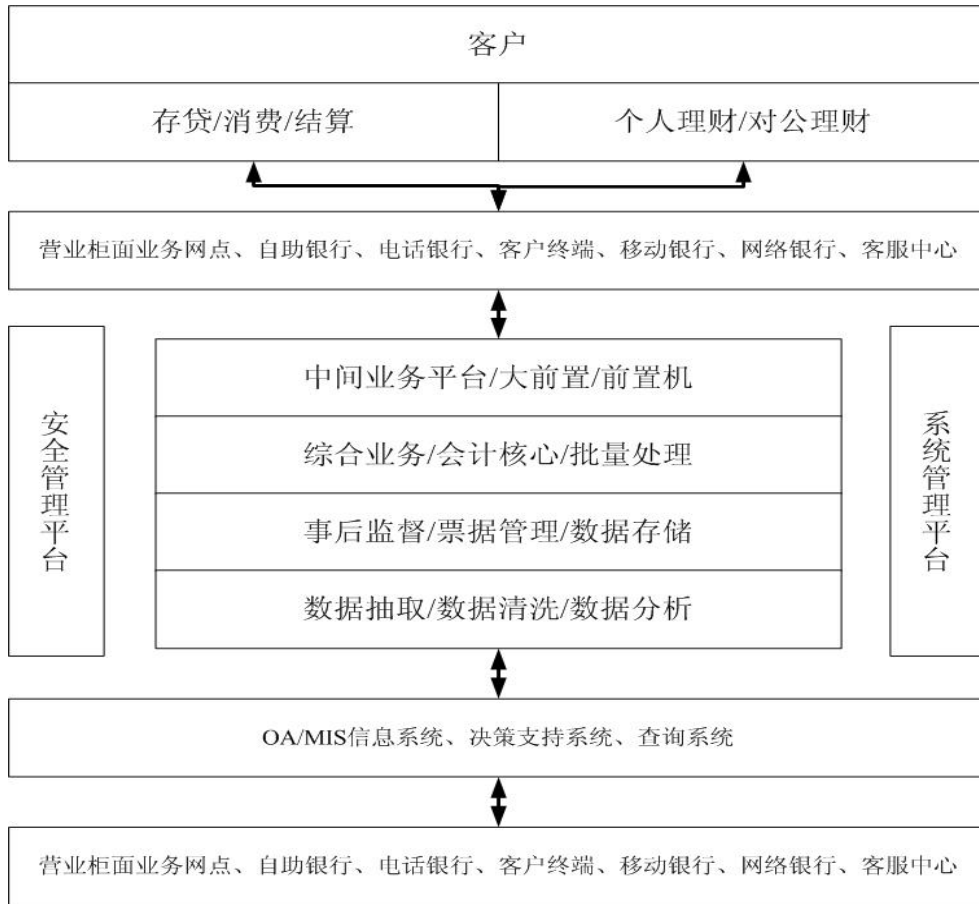 客户
存贷/消费/结算
个人理财/对公理财
营业柜面业务网点、自助银行、电话银行、客户终端、移动银行、网络银行、客服中心
安全管理平台
中间业务平台/大前置/前置机
综合业务/会计核心/批量处理
事后监督/票据管理/数据存储
数据抽取/数据清洗/数据分析
系统管理平台
OA/MIS信息系统、决策支持系统、查询系统
营业柜面业务网点、自助银行、电话银行、客户终端、移动银行、网络银行、客服中心